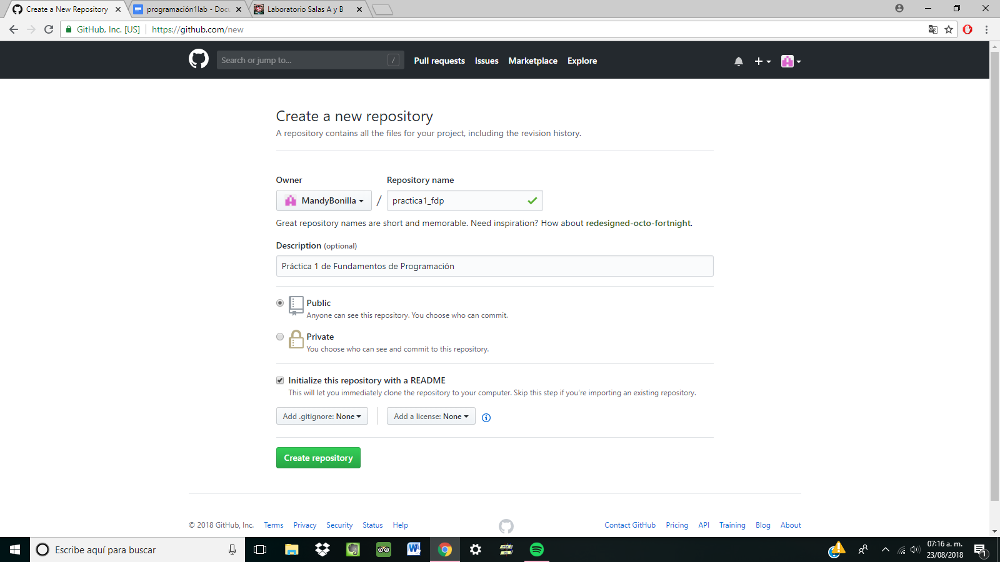 Create a New Repository
programación1lab - Docu
Laboratorio Salas A y B
GitHub, Inc. [US]
https://github.com/new
Search or jump to...
/
Pull requests
Issues
Marketplace
Explore
Create a new repository
A repository contains all the files for your project, including the revision history.
Owner
Repository name
MandyBonilla
/
practica1_fdp
Great repository names are short and memorable. Need inspiration? How about redesigned-octo-fortnight.
Description (optional)
Práctica 1 de Fundamentos de Programación
Public
Anyone can see this repository. You choose who can commit.
Private
You choose who can see and commit to this repository.
Initialize this repository with a README
This will let you immediately clone the repository to your computer. Skip this step if you're importing an existing repository.
Add .gitignore: None
Add a license: None
Create repository
© 2018 GitHub, Inc.
Terms
Privacy
Security
Status
Help
Contact GitHub
Pricing
API
Training
Blog
About
Escribe aquí para buscar
07:16 a. m.
23/08/2018
1